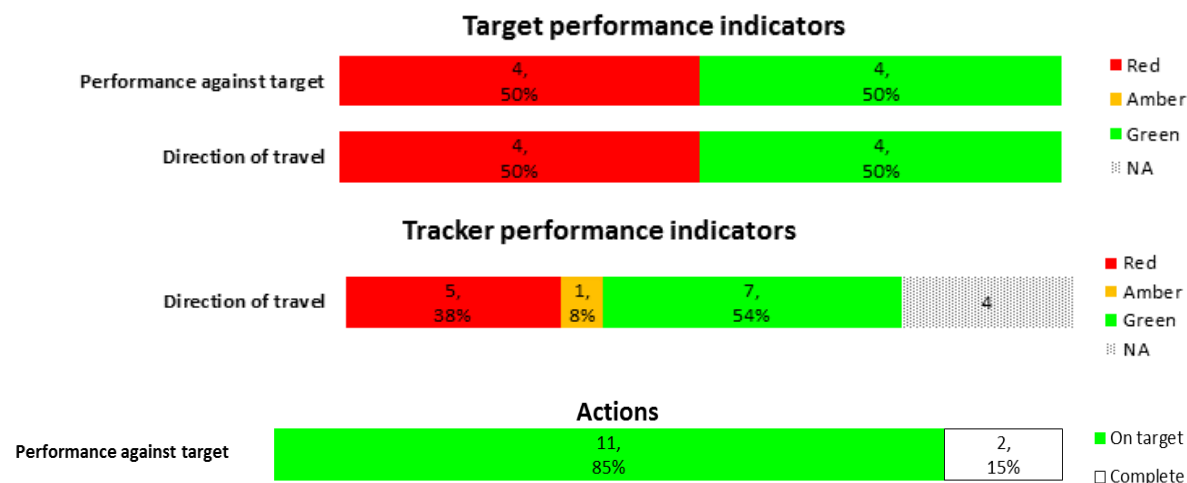 Target performance indicators
Performance against target
4,
50%
4,
50%
Red
Amber
Green
NA
Direction of travel
4,
50%
4,
50%
Tracker performance indicators
Direction of travel
5,
38%
1,
8%
7,
54%
4
Red
Amber
Green
NA
Actions
Performance against target
11,
85%
2,
15%
On target
Complete